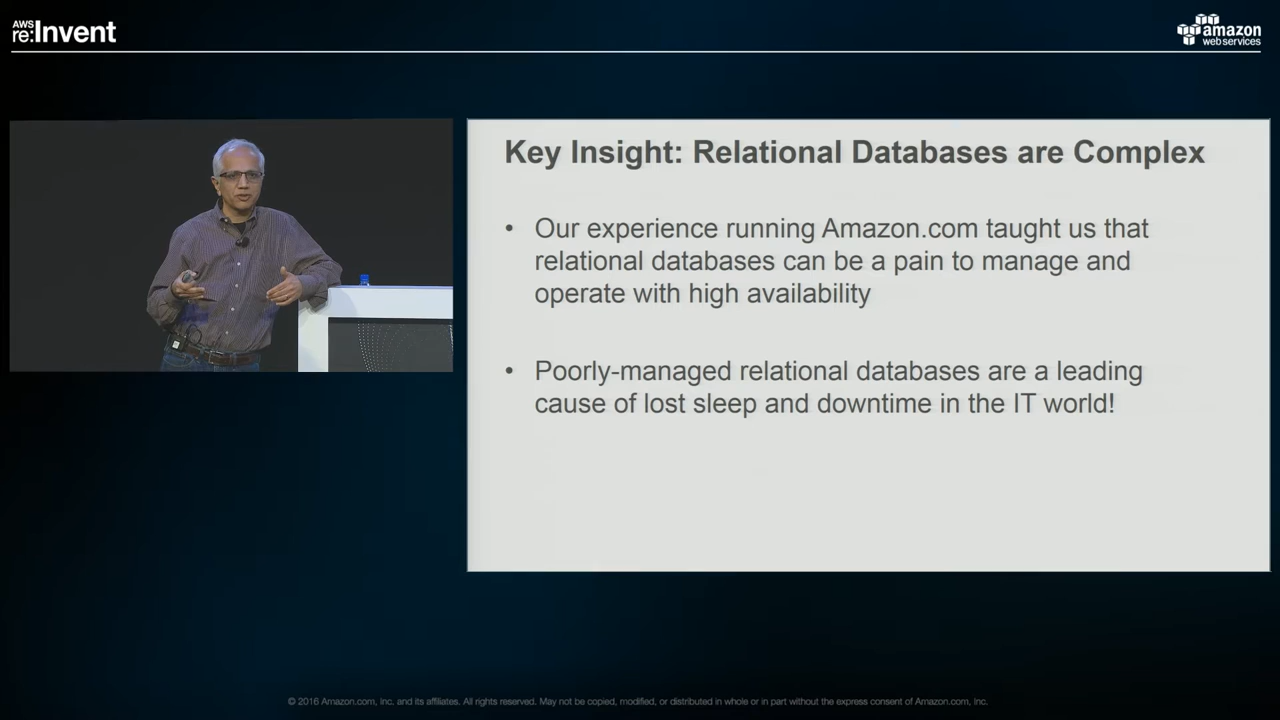 AWS
re:Invent
amazon
web services
Key Insight: Relational Databases are Complex
• Our experience running Amazon.com taught us that
relational databases can be a pain to manage and
operate with high availability
• Poorly-managed relational databases are a leading
cause of lost sleep and downtime in the IT world!
© 2016 Amazon.com, Inc. and its affiliates. All rights reserved. May not be copied, modified, or distributed in whole or in part without the express consent of Amazon.com, Inc.